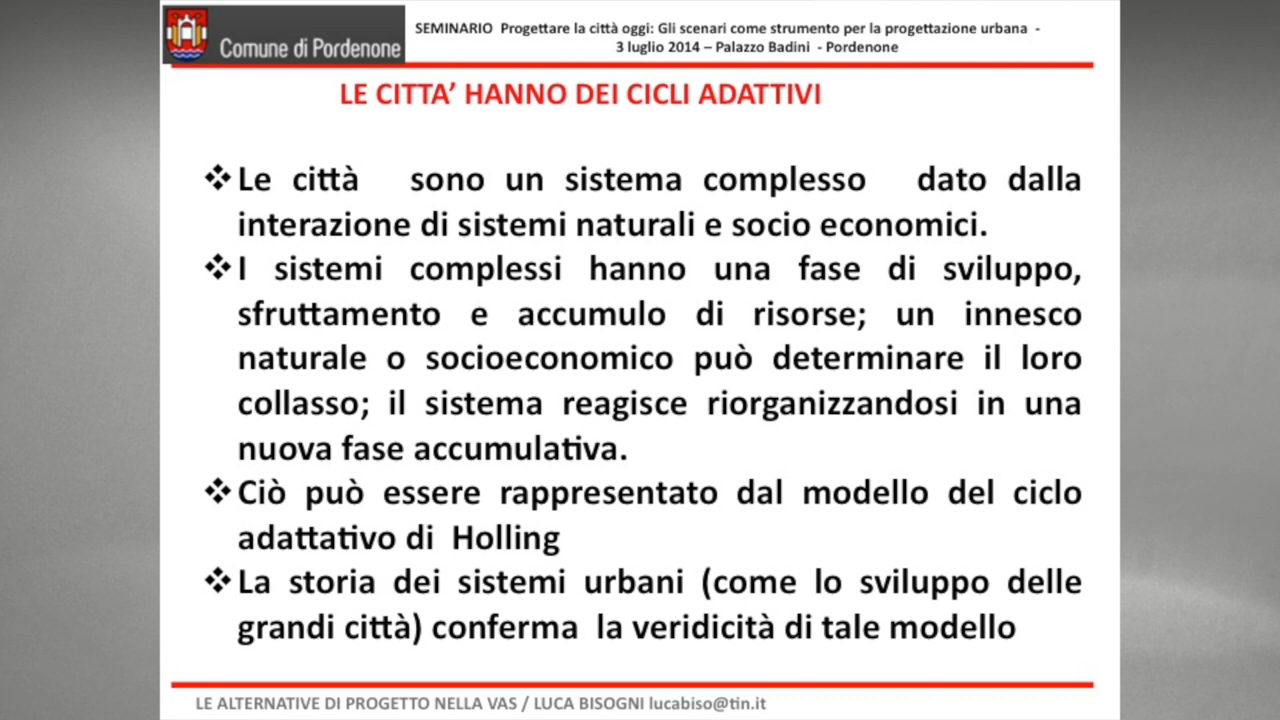 Comune di Pordenone
SEMINARIO Progettare la città oggi: Gli scenari come strumento per la progettazione urbana -
3 luglio 2014 – Palazzo Badini - Pordenone
LE CITTA’ HANNO DEI CICLI ADATTIVI
❖Le città sono un sistema complesso dato dalla
interazione di sistemi naturali e socio economici.
❖I sistemi complessi hanno una fase di sviluppo,
sfruttamento e accumulo di risorse; un innesco
naturale o socioeconomico può determinare il loro
collasso; il sistema reagisce riorganizzandosi in una
nuova fase accumulativa.
❖Ciò può essere rappresentato dal modello del ciclo
adattativo di Holling
❖La storia dei sistemi urbani (come lo sviluppo delle
grandi città) conferma la veridicità di tale modello
LE ALTERNATIVE DI PROGETTO NELLA VAS / LUCA BISOGNI lucabiso@tin.it